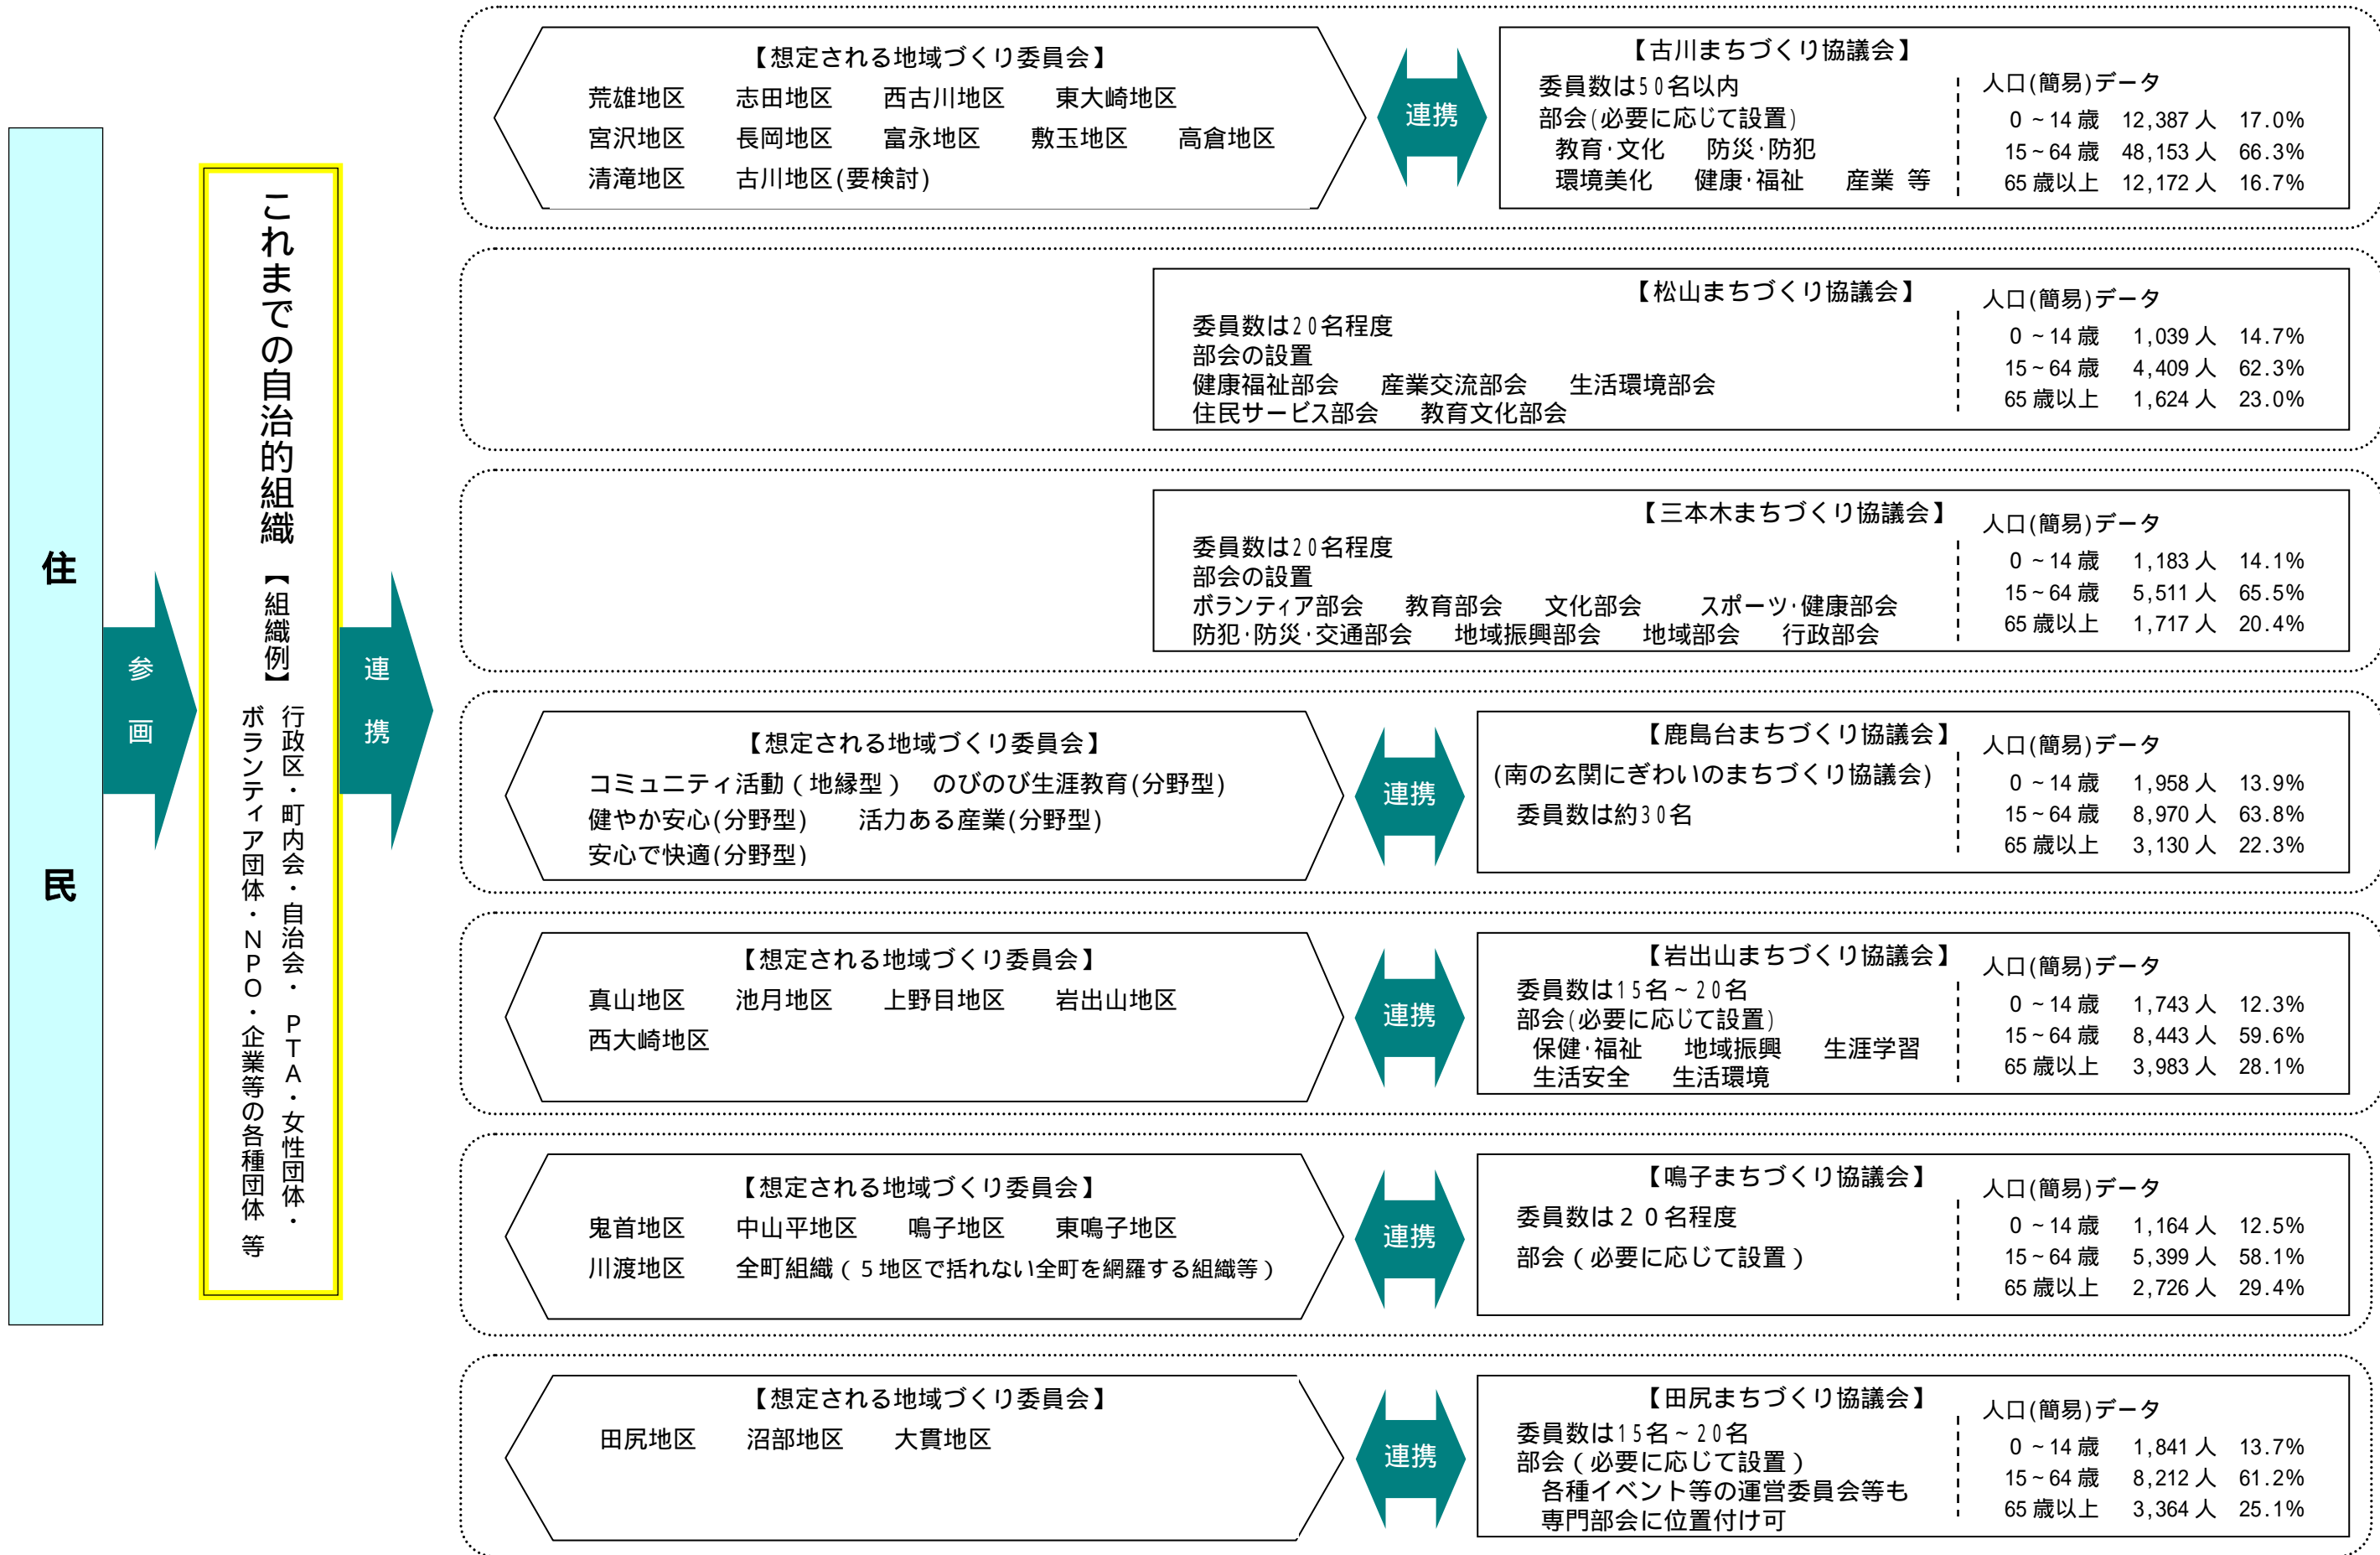 住民
参画
これまでの自治的組織【組織例】
行政区・町内会・自治会・PTA・女性団体・
ボランティア団体・NPO・企業等の各種団体 等
連携
【想定される地域づくり委員会】
荒雄地区 志田地区 西古川地区 東大崎地区
宮沢地区 長岡地区 富永地区 敷玉地区 高倉地区
清滝地区 古川地区(要検討)
連携
【古川まちづくり協議会】
委員数は50名以内
部会(必要に応じて設置)
教育・文化 防災・防犯
環境美化 健康・福祉 産業 等
人口(簡易)データ
0~14歳 12,387人 17.0%
15~64歳 48,153人 66.3%
65歳以上 12,172人 16.7%
【松山まちづくり協議会】
委員数は20名程度
部会の設置
健康福祉部会 産業交流部会 生活環境部会
住民サービス部会 教育文化部会
人口(簡易)データ
0~14歳 1,039人 14.7%
15~64歳 4,409人 62.3%
65歳以上 1,624人 23.0%
【三本木まちづくり協議会】
委員数は20名程度
部会の設置
ボランティア部会 教育部会 文化部会 スポーツ・健康部会
防犯・防災・交通部会 地域振興部会 地域部会 行政部会
人口(簡易)データ
0~14歳 1,183人 14.1%
15~64歳 5,511人 65.5%
65歳以上 1,717人 20.4%
【想定される地域づくり委員会】
コミュニティ活動(地縁型) のびのび生涯教育(分野型)
健やか安心(分野型) 活力ある産業(分野型)
安心で快適(分野型)
連携
【鹿島台まちづくり協議会】
(南の玄関にぎわいのまちづくり協議会)
委員数は約30名
人口(簡易)データ
0~14歳 1,958人 13.9%
15~64歳 8,970人 63.8%
65歳以上 3,130人 22.3%
【想定される地域づくり委員会】
真山地区 池月地区 上野目地区 岩出山地区
西大崎地区
連携
【岩出山まちづくり協議会】
委員数は15名~20名
部会(必要に応じて設置)
保健・福祉 地域振興 生涯学習
生活安全 生活環境
人口(簡易)データ
0~14歳 1,743人 12.3%
15~64歳 8,443人 59.6%
65歳以上 3,983人 28.1%
【想定される地域づくり委員会】
鬼首地区 中山平地区 鳴子地区 東鳴子地区
川渡地区 全町組織(5地区で括れない全町を網羅する組織等)
連携
【鳴子まちづくり協議会】
委員数は20名程度
部会(必要に応じて設置)
人口(簡易)データ
0~14歳 1,164人 12.5%
15~64歳 5,399人 58.1%
65歳以上 2,726人 29.4%
【想定される地域づくり委員会】
田尻地区 沼部地区 大貫地区
連携
【田尻まちづくり協議会】
委員数は15名~20名
部会(必要に応じて設置)
各種イベント等の運営委員会等も
専門部会に位置付け可
人口(簡易)データ
0~14歳 1,841人 13.7%
15~64歳 8,212人 61.2%
65歳以上 3,364人 25.1%